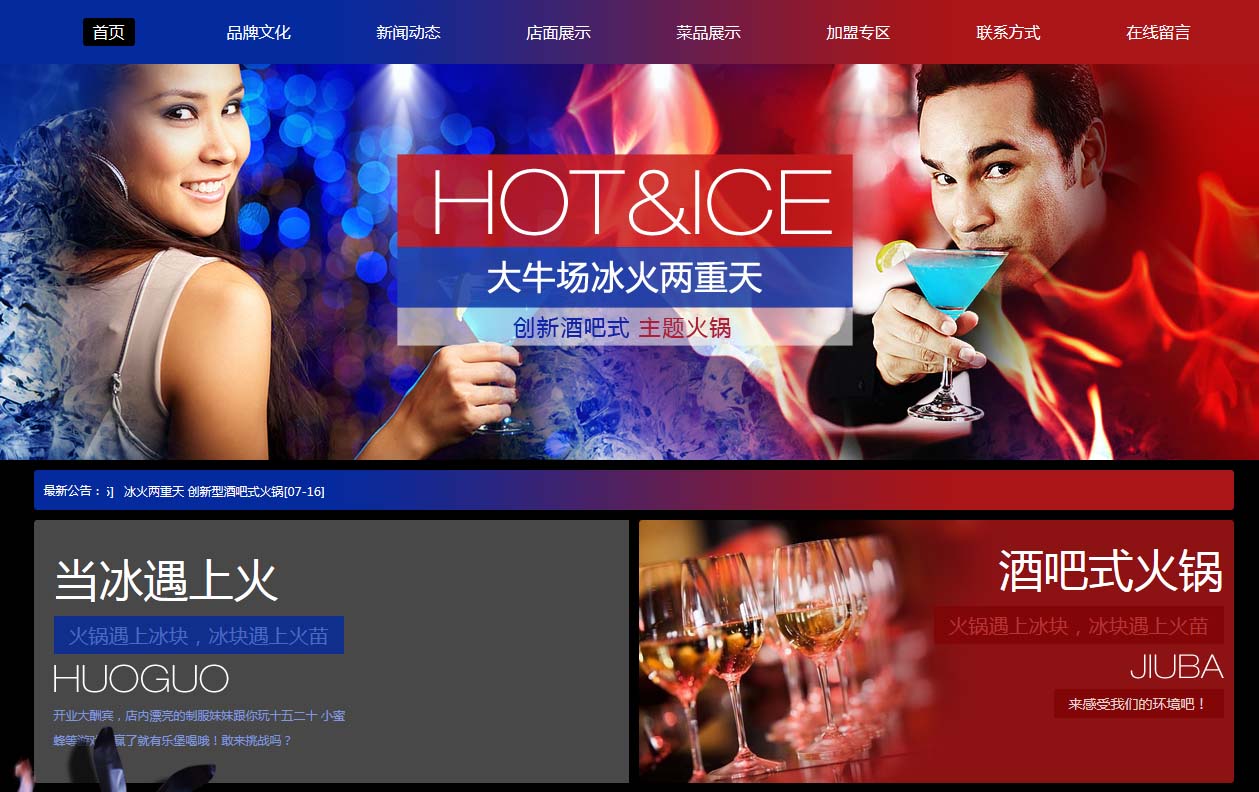 首页 品牌文化 新闻动态 店面展示 菜品展示 加盟专区 联系方式 在线留言
HOT&ICE
大牛场冰火两重天
创新酒吧式 主题火锅
最新公告: ] 冰火两重天 创新型酒吧式火锅[07-16]
当冰遇上火
火锅遇上冰块，冰块遇上火苗
HUOGUO
开业大酬宾，店内漂亮的制服妹妹跟你玩十五二十 小蜜
蜂等游戏 赢了就有乐堡喝哦！敢来挑战吗？
酒吧式火锅
火锅遇上冰块，冰块遇上火苗
JIUBA
来感受我们的环境吧！